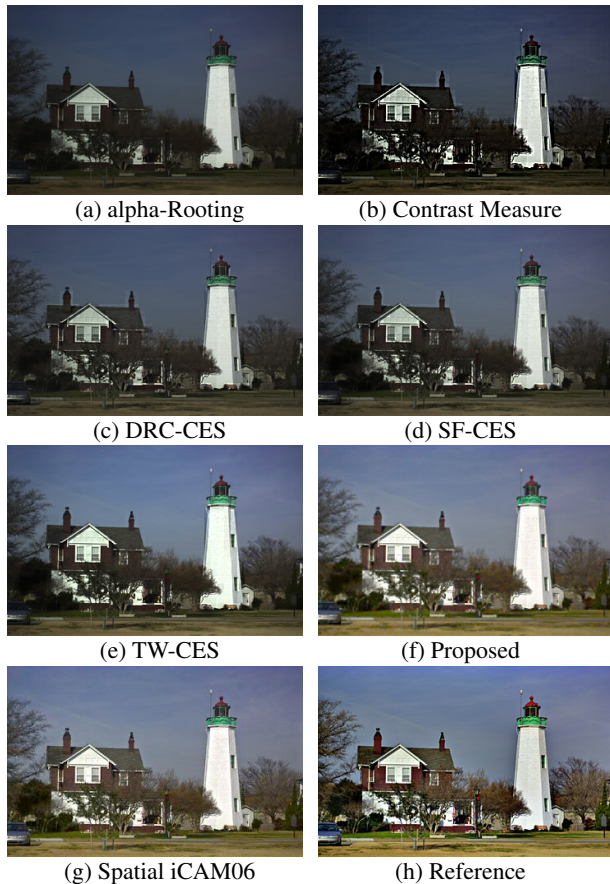 (a) alpha-Rooting
(b) Contrast Measure
(c) DRC-CES
(d) SF-CES
(e) TW-CES
(f) Proposed
(g) Spatial iCAM06
(h) Reference